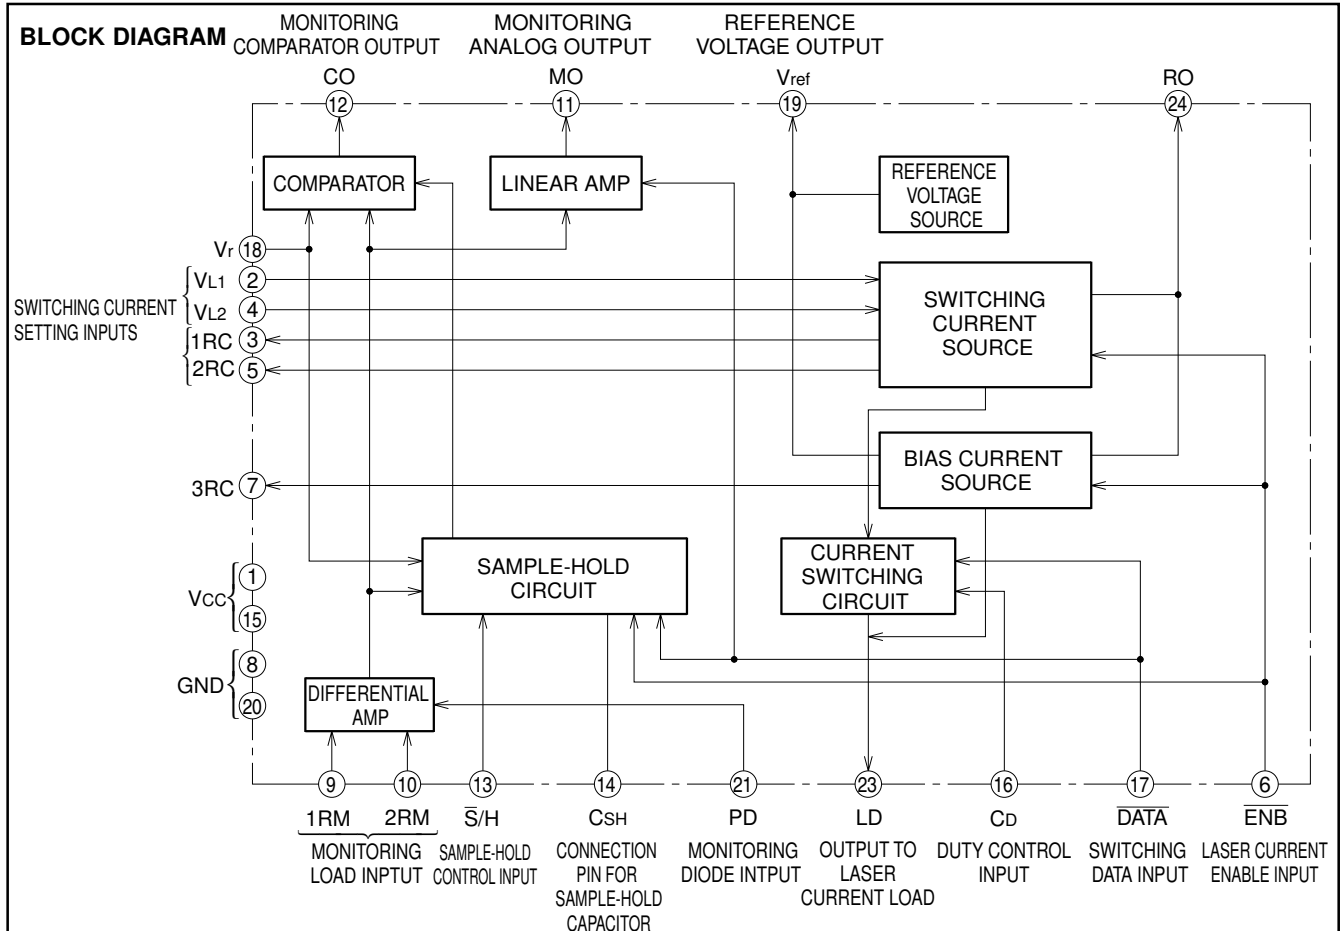 BLOCK DIAGRAM
MONITORING
COMPARATOR OUTPUT
MONITORING
ANALOG OUTPUT
REFERENCE
VOLTAGE OUTPUT
CO
MO
Vref
RO
12
11
19
24
COMPARATOR
LINEAR AMP
REFERENCE
VOLTAGE
SOURCE
Vr 18
SWITCHING CURRENT
SETTING INPUTS
VL1 2
VL2 4
1RC 3
2RC 5
SWITCHING
CURRENT
SOURCE
3RC 7
BIAS CURRENT
SOURCE
VCC
1
15
SAMPLE-HOLD
CIRCUIT
CURRENT
SWITCHING
CIRCUIT
GND
8
20
DIFFERENTIAL
AMP
9
10
13
14
21
23
16
17
6
1RM
2RM
S̅/H
CSH
PD
LD
CD
D̅A̅T̅A̅
E̅N̅B̅
MONITORING
LOAD INPTUT
SAMPLE-HOLD
CONTROL INPUT
CONNECTION
PIN FOR
SAMPLE-HOLD
CAPACITOR
MONITORING
DIODE INTPUT
OUTPUT TO
LASER
CURRENT LOAD
DUTY CONTROL
INPUT
SWITCHING
DATA INPUT
LASER CURRENT
ENABLE INPUT